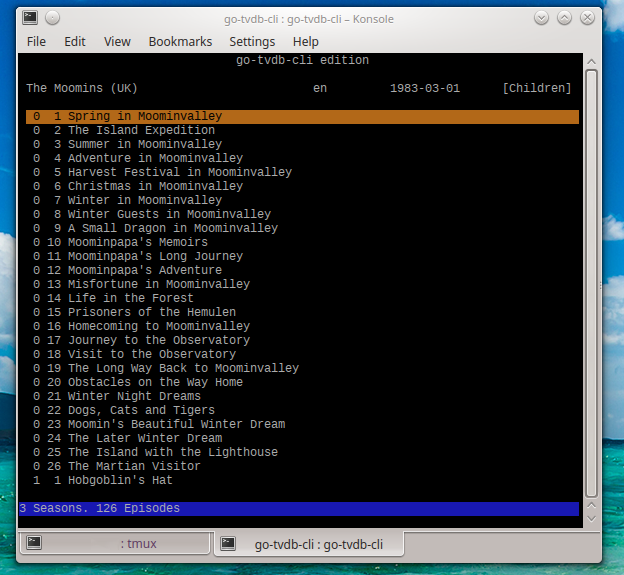 go-tvdb-cli : go-tvdb-cli – Konsole
File Edit View Bookmarks Settings Help
go-tvdb-cli edition
The Moomins (UK) en 1983-03-01 [Children]
0 1 Spring in Moominvalley
0 2 The Island Expedition
0 3 Summer in Moominvalley
0 4 Adventure in Moominvalley
0 5 Harvest Festival in Moominvalley
0 6 Christmas in Moominvalley
0 7 Winter in Moominvalley
0 8 Winter Guests in Moominvalley
0 9 A Small Dragon in Moominvalley
0 10 Moominpapa's Memoirs
0 11 Moominpapa's Long Journey
0 12 Moominpapa's Adventure
0 13 Misfortune in Moominvalley
0 14 Life in the Forest
0 15 Prisoners of the Hemulen
0 16 Homecoming to Moominvalley
0 17 Journey to the Observatory
0 18 Visit to the Observatory
0 19 The Long Way Back to Moominvalley
0 20 Obstacles on the Way Home
0 21 Winter Night Dreams
0 22 Dogs, Cats and Tigers
0 23 Moomin's Beautiful Winter Dream
0 24 The Later Winter Dream
0 25 The Island with the Lighthouse
0 26 The Martian Visitor
1 1 Hobgoblin's Hat
3 Seasons. 126 Episodes
: tmux go-tvdb-cli : go-tvdb-cli